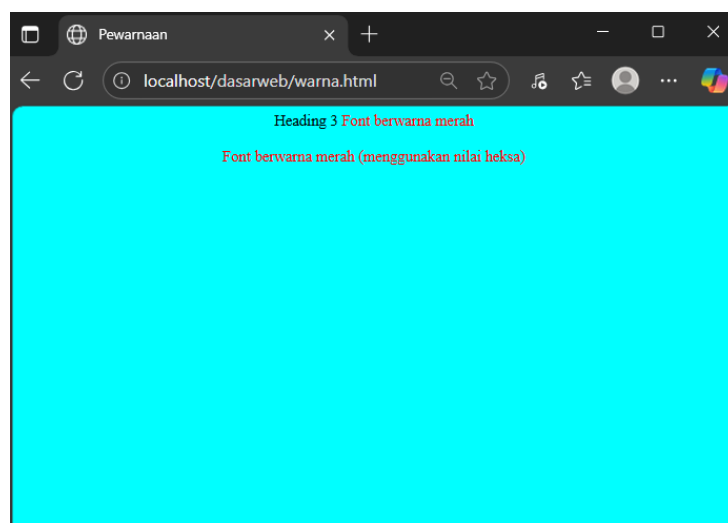 Pewarnaan
localhost/dasarweb/warna.html
Heading 3 Font berwarna merah
Font berwarna merah (menggunakan nilai heksa)